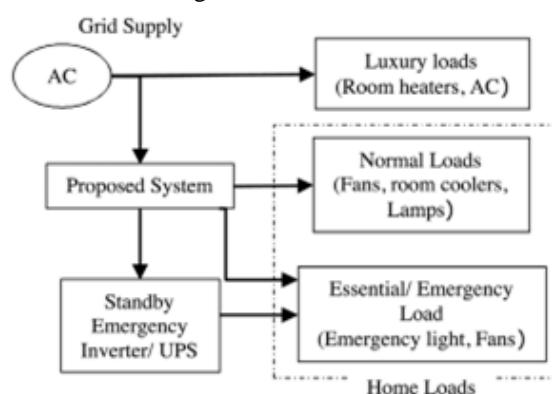 Grid Supply
AC
Luxury loads
(Room heaters, AC)
Normal Loads
(Fans, room coolers,
Lamps)
Proposed System
Standby
Emergency
Inverter/ UPS
Essential/ Emergency
Load
(Emergency light, Fans)
Home Loads